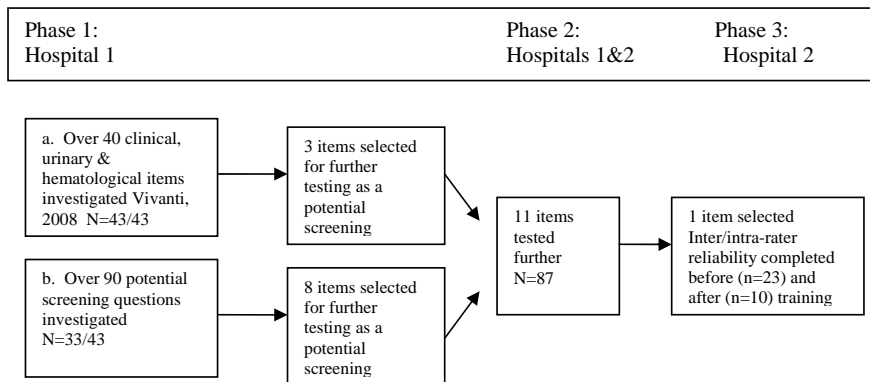 Phase 1:
Hospital 1
Phase 2:
Hospitals 1&2
Phase 3:
Hospital 2
a. Over 40 clinical,
urinary &
hematological items
investigated Vivanti,
2008 N=43/43
3 items selected
for further
testing as a
potential
screening
b. Over 90 potential
screening questions
investigated
N=33/43
8 items selected
for further
testing as a
potential
screening
11 items
tested
further
N=87
1 item selected
Inter/intra-rater
reliability completed
before (n=23) and
after (n=10) training